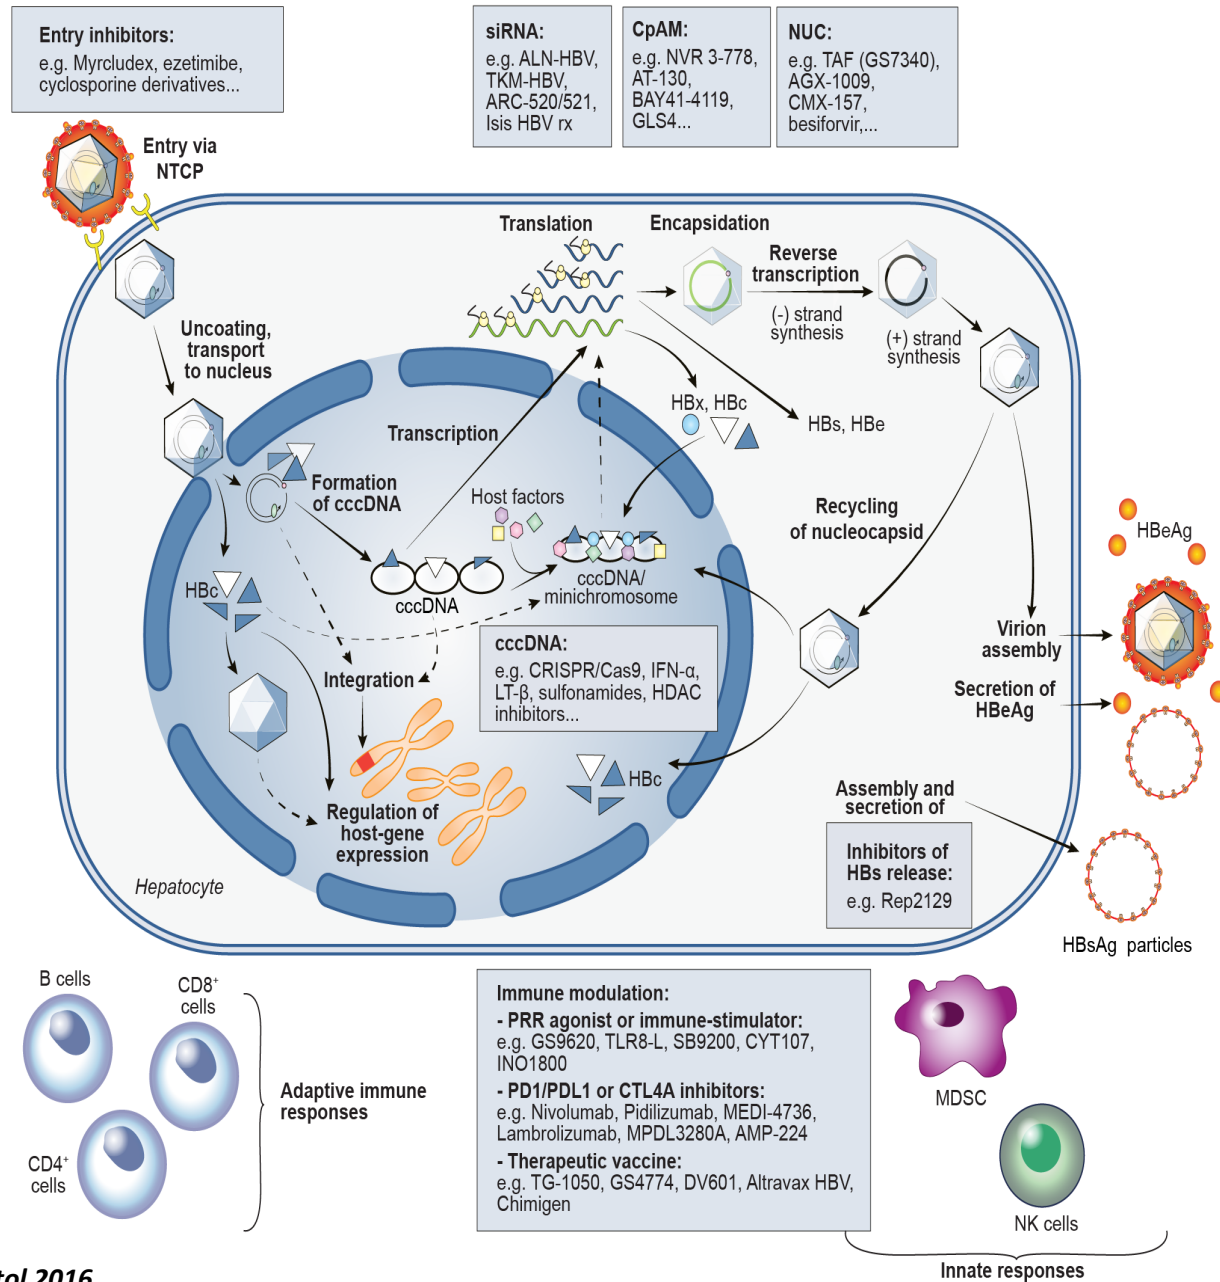 Entry inhibitors:
e.g. Myrcludex, ezetimibe,
cyclosporine derivatives...
siRNA:
e.g. ALN-HBV,
TKM-HBV,
ARC-520/521,
Isis HBV rx
CpAM:
e.g. NVR 3-778,
AT-130,
BAY41-4119,
GLS4...
NUC:
e.g. TAF (GS7340),
AGX-1009,
CMX-157,
besiforvir,...
Entry via
NTCP
Translation
Encapsidation
Reverse
transcription
(-) strand
synthesis
(+) strand
synthesis
Uncoating,
transport
to nucleus
HBx, HBc
HBs, HBe
Transcription
Formation
of cccDNA
Host factors
Recycling
of nucleocapsid
HBeAg
HBc
cccDNA
cccDNA/
minichromosome
cccDNA:
e.g. CRISPR/Cas9, IFN-α,
LT-β, sulfonamides, HDAC
inhibitors...
Integration
Virion
assembly
Secretion of
HBeAg
HBc
Regulation of
host-gene
expression
Assembly and
secretion of
Inhibitors of
HBs release:
e.g. Rep2129
Hepatocyte
HBsAg particles
B cells
CD8+
cells
CD4+
cells
Adaptive immune
responses
Immune modulation:
- PRR agonist or immune-stimulator:
e.g. GS9620, TLR8-L, SB9200, CYT107,
INO1800
- PD1/PDL1 or CTL4A inhibitors:
e.g. Nivolumab, Pidilizumab, MEDI-4736,
Lambrolizumab, MPDL3280A, AMP-224
- Therapeutic vaccine:
e.g. TG-1050, GS4774, DV601, Altravax HBV,
Chimigen
MDSC
NK cells
Innate responses
tol 2016